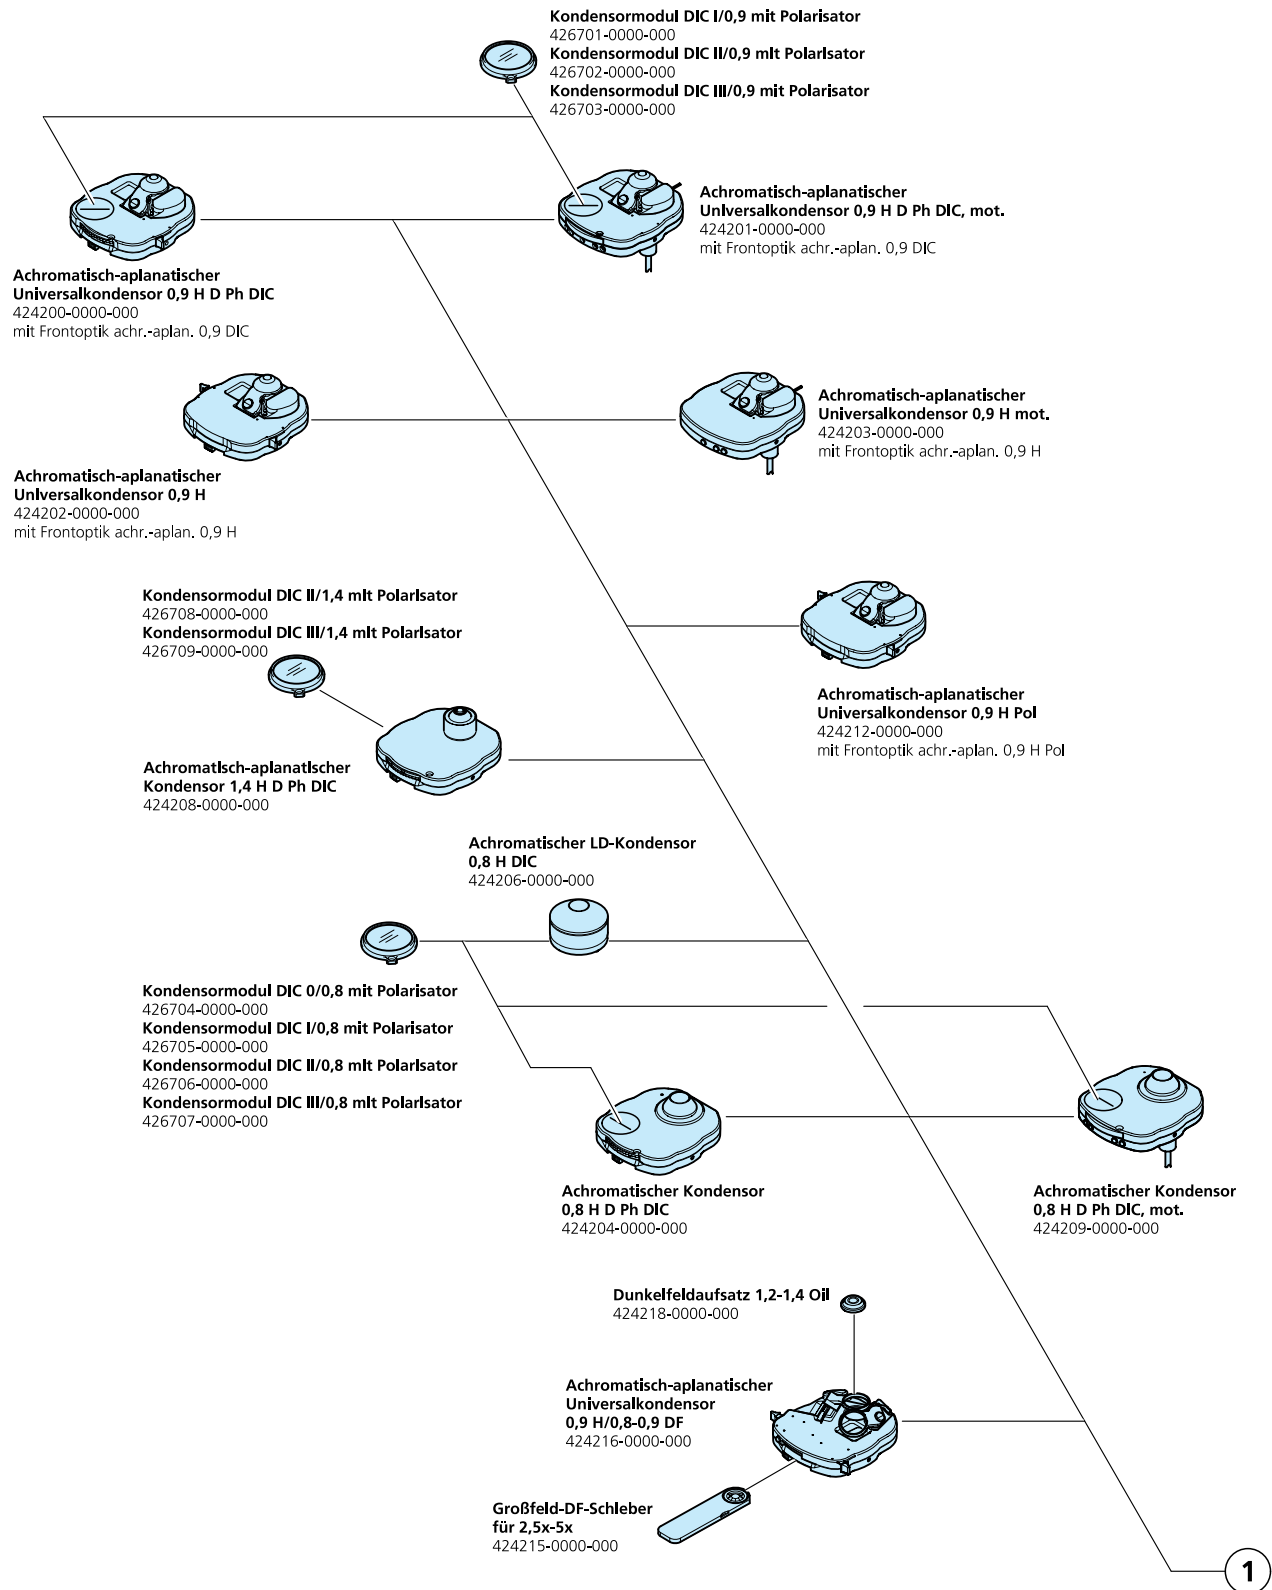 Kondensormodul DIC I/0,9 mit Polarisator
426701-0000-000
Kondensormodul DIC II/0,9 mit Polarisator
426702-0000-000
Kondensormodul DIC III/0,9 mit Polarisator
426703-0000-000
Achromatisch-aplanatischer
Universalkondensor 0,9 H D Ph DIC, mot.
424201-0000-000
mit Frontoptik achr.-aplan. 0,9 DIC
Achromatisch-aplanatischer
Universalkondensor 0,9 H D Ph DIC
424200-0000-000
mit Frontoptik achr.-aplan. 0,9 DIC
Achromatisch-aplanatischer
Universalkondensor 0,9 H mot.
424203-0000-000
mit Frontoptik achr.-aplan. 0,9 H
Achromatisch-aplanatischer
Universalkondensor 0,9 H
424202-0000-000
mit Frontoptik achr.-aplan. 0,9 H
Kondensormodul DIC II/1,4 mit Polarisator
426708-0000-000
Kondensormodul DIC III/1,4 mit Polarisator
426709-0000-000
Achromatisch-aplanatischer
Universalkondensor 0,9 H Pol
424212-0000-000
mit Frontoptik achr.-aplan. 0,9 H Pol
Achromatisch-aplanatischer
Kondensor 1,4 H D Ph DIC
424208-0000-000
Achromatischer LD-Kondensor
0,8 H DIC
424206-0000-000
Kondensormodul DIC 0/0,8 mit Polarisator
426704-0000-000
Kondensormodul DIC I/0,8 mit Polarisator
426705-0000-000
Kondensormodul DIC II/0,8 mit Polarisator
426706-0000-000
Kondensormodul DIC III/0,8 mit Polarisator
426707-0000-000
Achromatischer Kondensor
0,8 H D Ph DIC
424204-0000-000
Achromatischer Kondensor
0,8 H D Ph DIC, mot.
424209-0000-000
Dunkelfeldaufsatz 1,2-1,4 Oil
424218-0000-000
Achromatisch-aplanatischer
Universalkondensor
0,9 H/0,8-0,9 DF
424216-0000-000
Großfeld-DF-Schieber
für 2,5x-5x
424215-0000-000
1